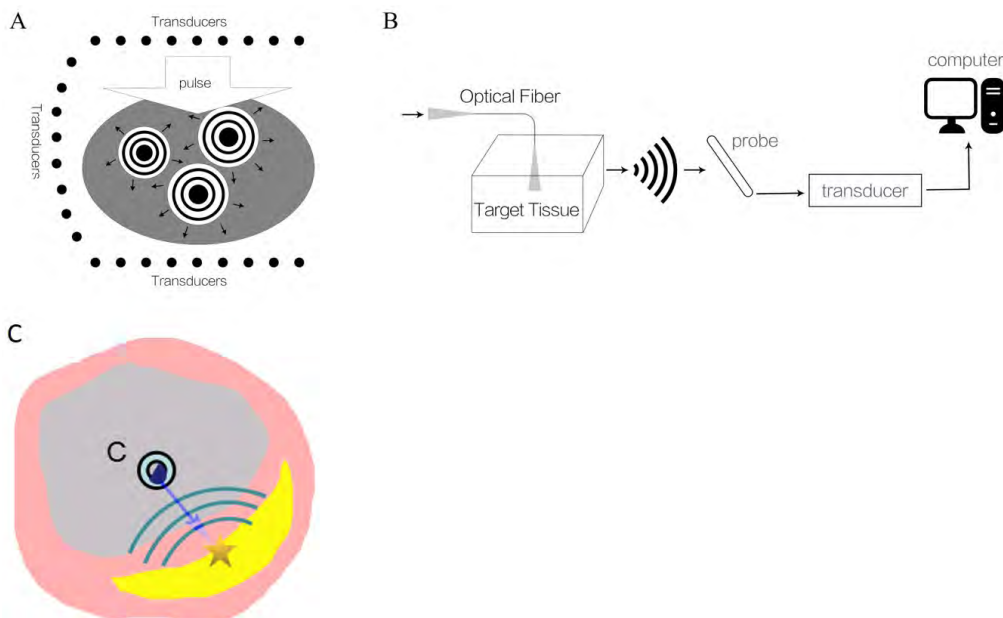 A
Transducers
pulse
Transducers
Transducers
B
Optical Fiber
Target Tissue
probe
transducer
computer
C
C